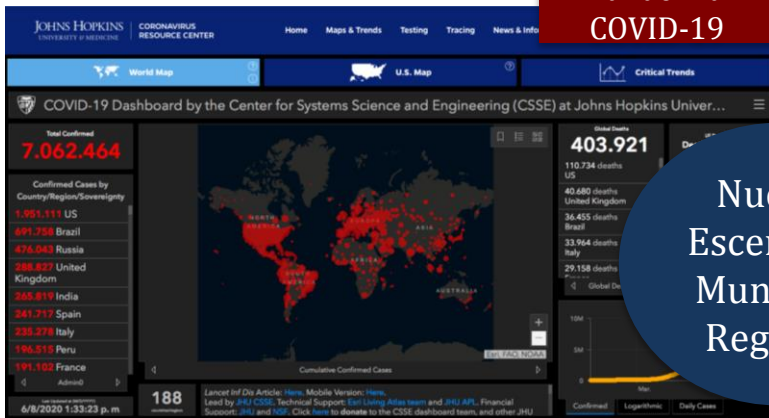 JOHNS HOPKINS
UNIVERSITY & MEDICINE
CORONAVIRUS
RESOURCE CENTER
Home Maps & Trends Testing Tracing News & Info
COVID-19
World Map
U.S. Map
Critical Trends
COVID-19 Dashboard by the Center for Systems Science and Engineering (CSSE) at Johns Hopkins Univer...
Total Confirmed
7.062.464
Confirmed Cases by
Country/Region/Sovereignty
1.951.111 US
691.758 Brazil
476.043 Russia
288.827 United
Kingdom
265.819 India
241.717 Spain
235.278 Italy
196.515 Peru
191.102 France
Admin0
Last Updated at
6/8/2020 1:33:23 p. m
NORTH
AMERICA
SOUTH
AMERICA
EUROPE
AFRICA
ASIA
AUSTRALIA
Esri, FAO, NOAA
Cumulative Confirmed Cases
188
Lancet Inf Dis Article: Here. Mobile Version: Here.
Lead by JHU CSSE. Technical Support: Esri Living Atlas team and JHU APL. Financial
Support: JHU and NSF. Click here to donate to the CSSE dashboard team, and other JHU
Global Deaths
403.921
110.734 deaths
US
40.680 deaths
United Kingdom
36.455 deaths
Brazil
33.964 deaths
Italy
29.158 deaths
Global De
10M
5M
0
Mar.
Confirmed Logarithmic Daily Cases